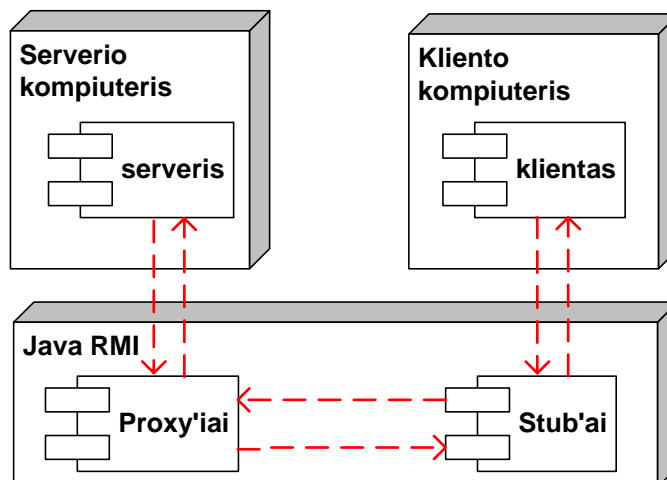 Serverio
kompiuteris
serveris
Kliento
kompiuteris
klientas
Java RMI
Proxy'iai
Stub'ai